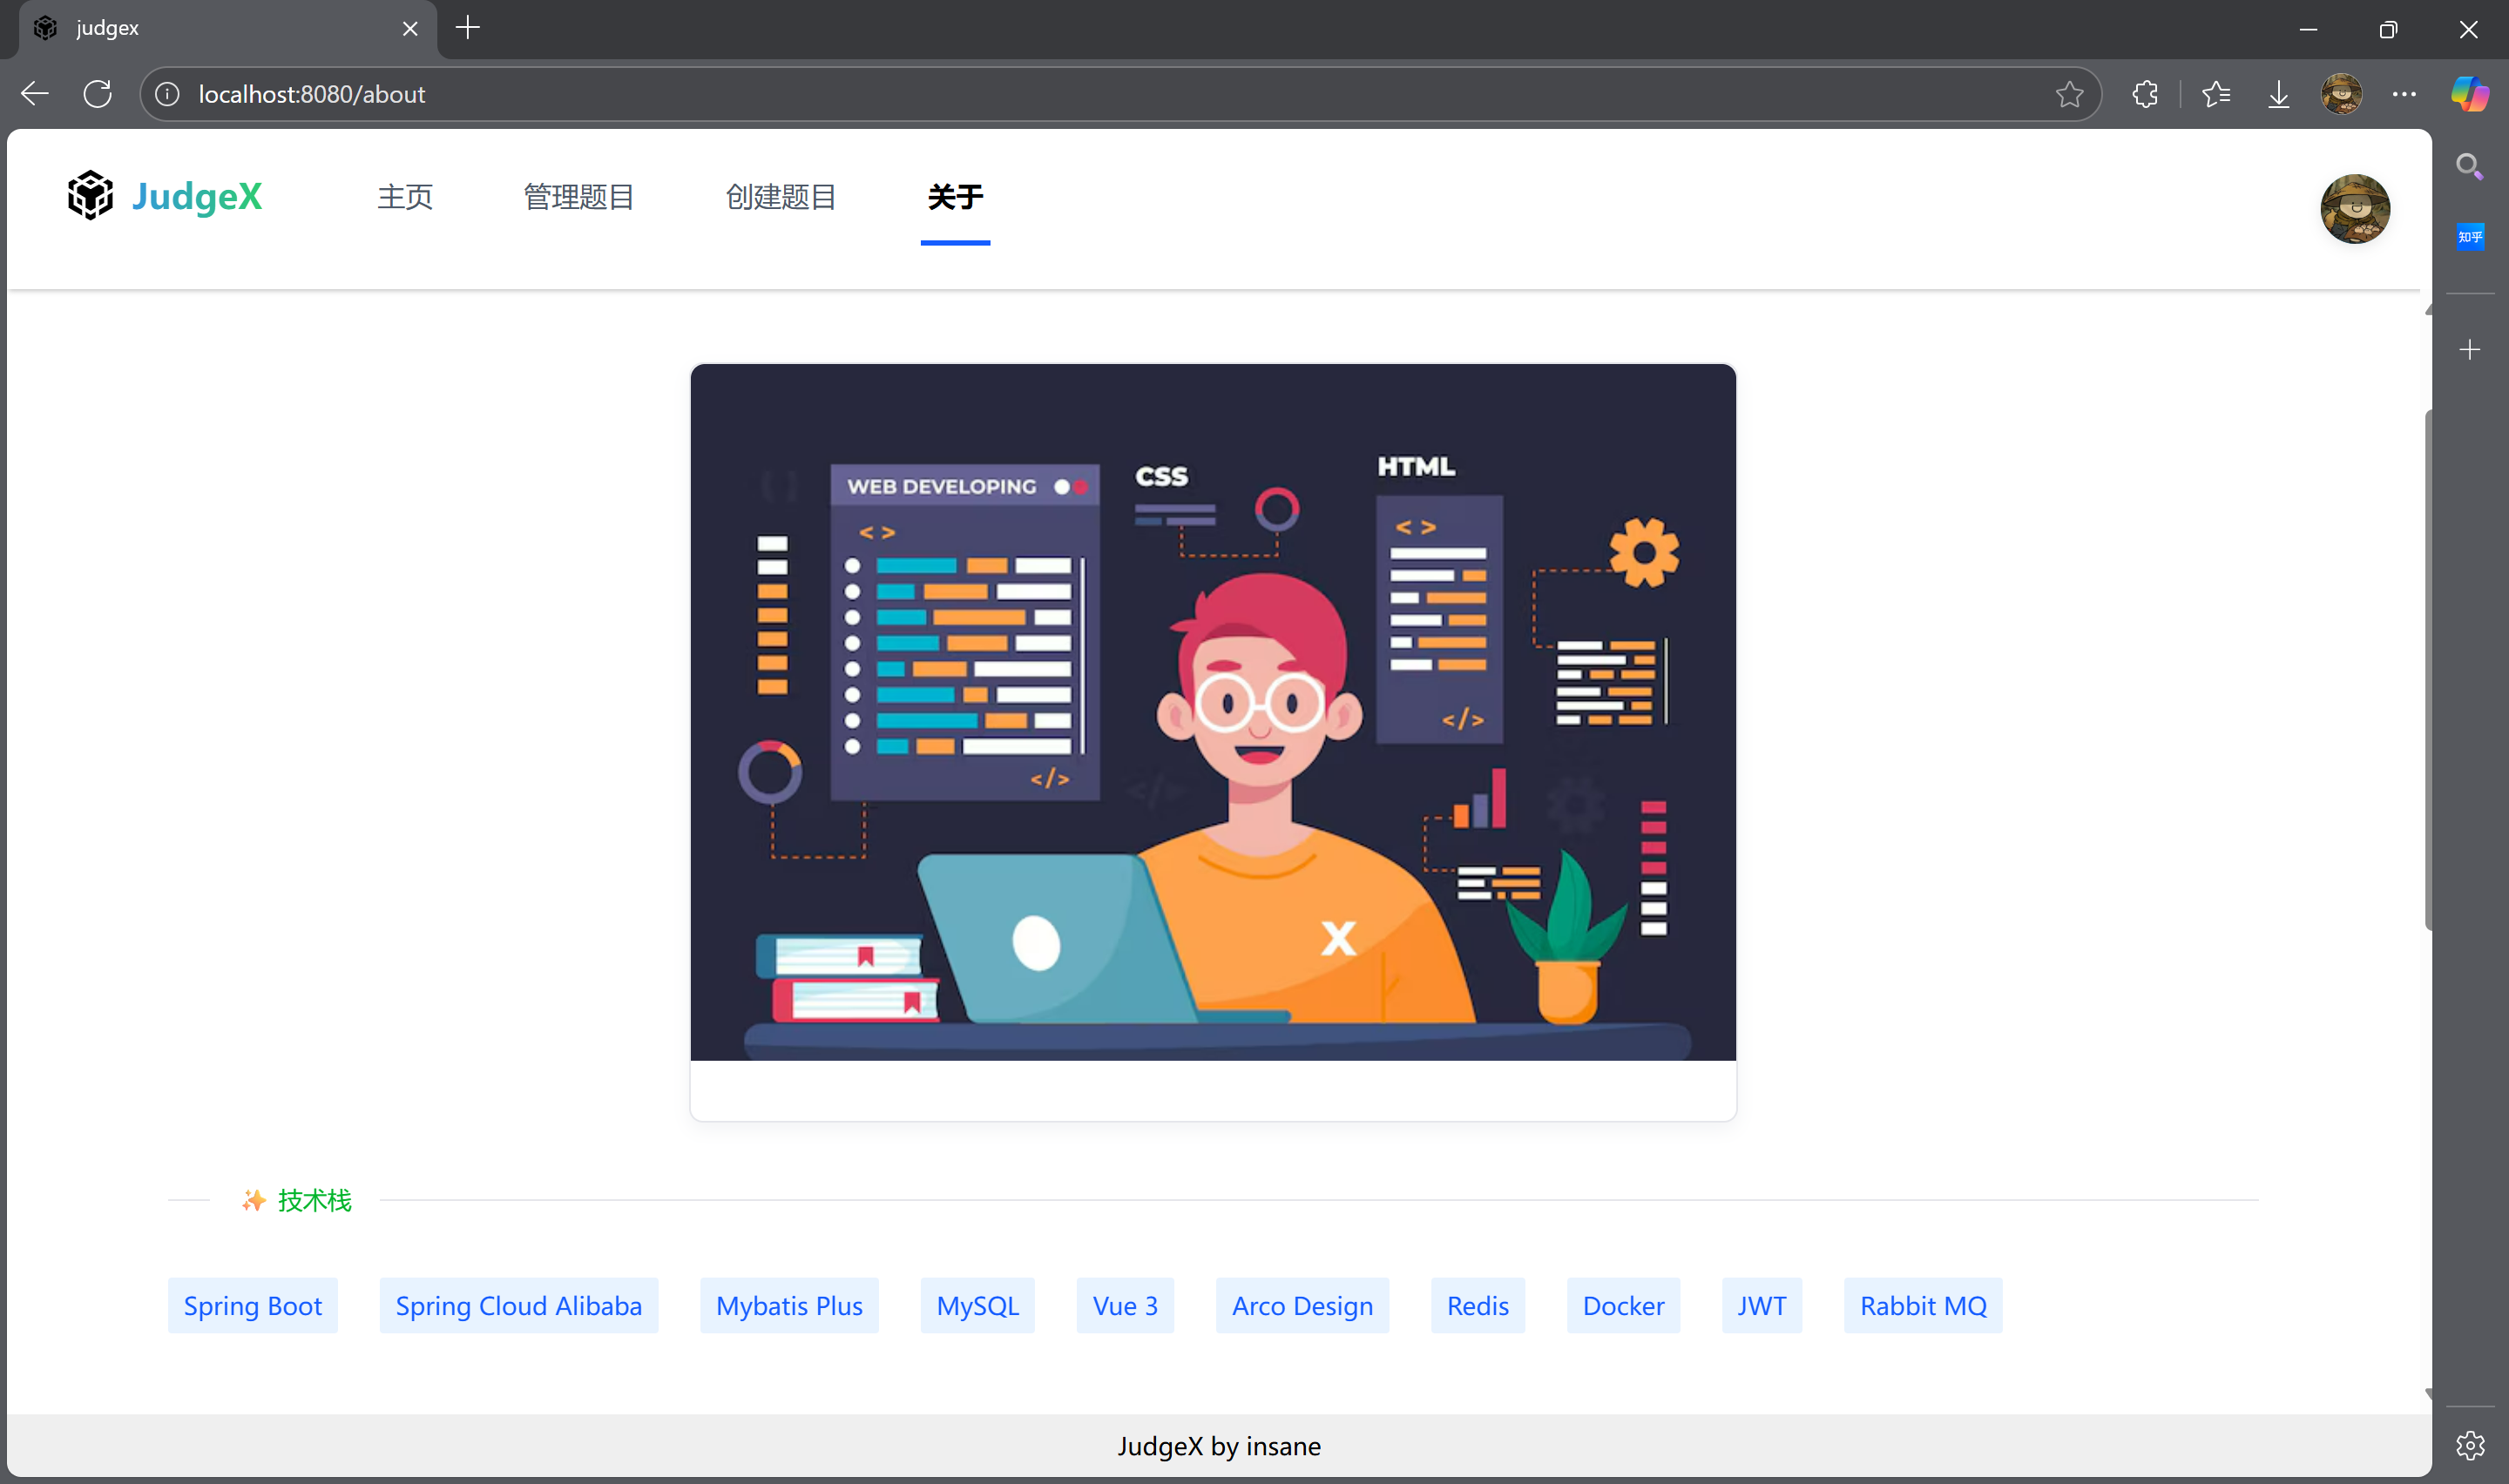 judgex
localhost:8080/about
JudgeX
主页
管理题目
创建题目
关于
知乎
WEB DEVELOPING
CSS
HTML
< >
< >
</>
</>
</>
X
✨ 技术栈
Spring Boot
Spring Cloud Alibaba
Mybatis Plus
MySQL
Vue 3
Arco Design
Redis
Docker
JWT
Rabbit MQ
JudgeX by insane